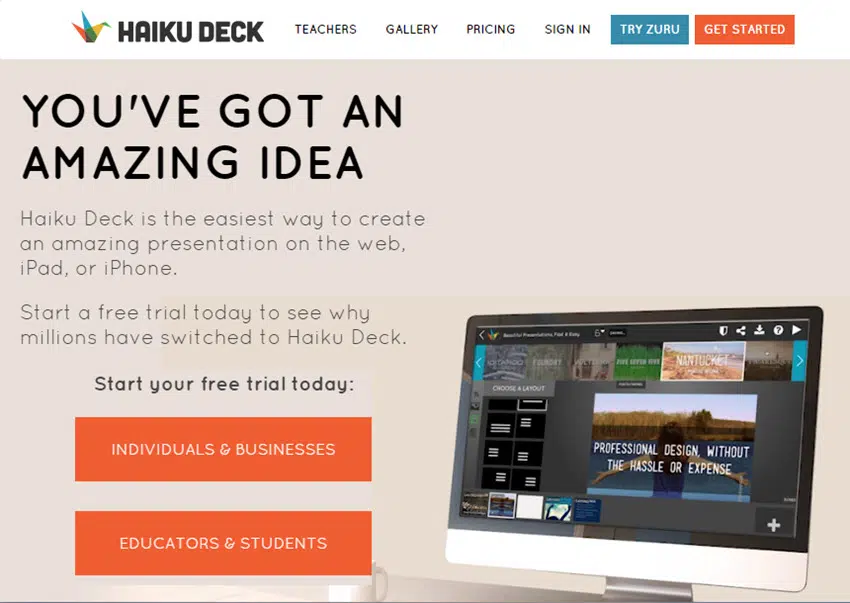 HAIKU DECK
TEACHERS
GALLERY
PRICING
SIGN IN
TRY ZURU
GET STARTED
YOU'VE GOT AN
AMAZING IDEA
Haiku Deck is the easiest way to create
an amazing presentation on the web,
iPad, or iPhone.
Start a free trial today to see why
millions have switched to Haiku Deck.
Start your free trial today:
INDIVIDUALS & BUSINESSES
EDUCATORS & STUDENTS
Beautiful Presentations, Fast & Easy
NANTUCKET
CHOOSE A LAYOUT
PROFESSIONAL DESIGN, WITHOUT
THE HASSLE OR EXPENSE